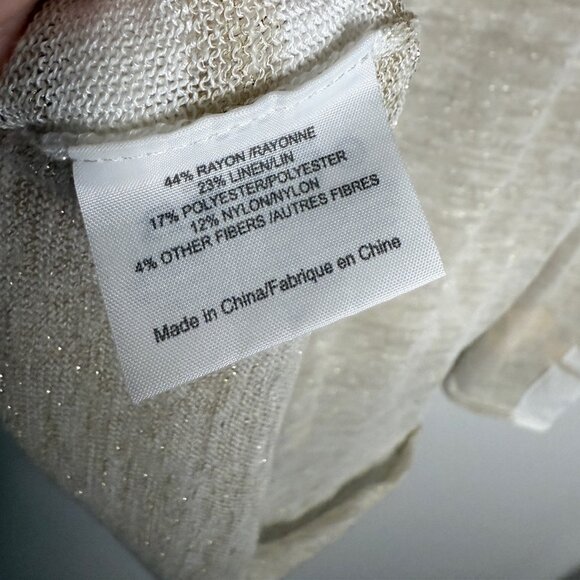 44% RAYON /RAYONNE
23% LINEN/LIN
17% POLYESTER/POLYESTER
12% NYLON/NYLON
4% OTHER FIBERS /AUTRES FIBRES
Made in China/Fabrique en Chine